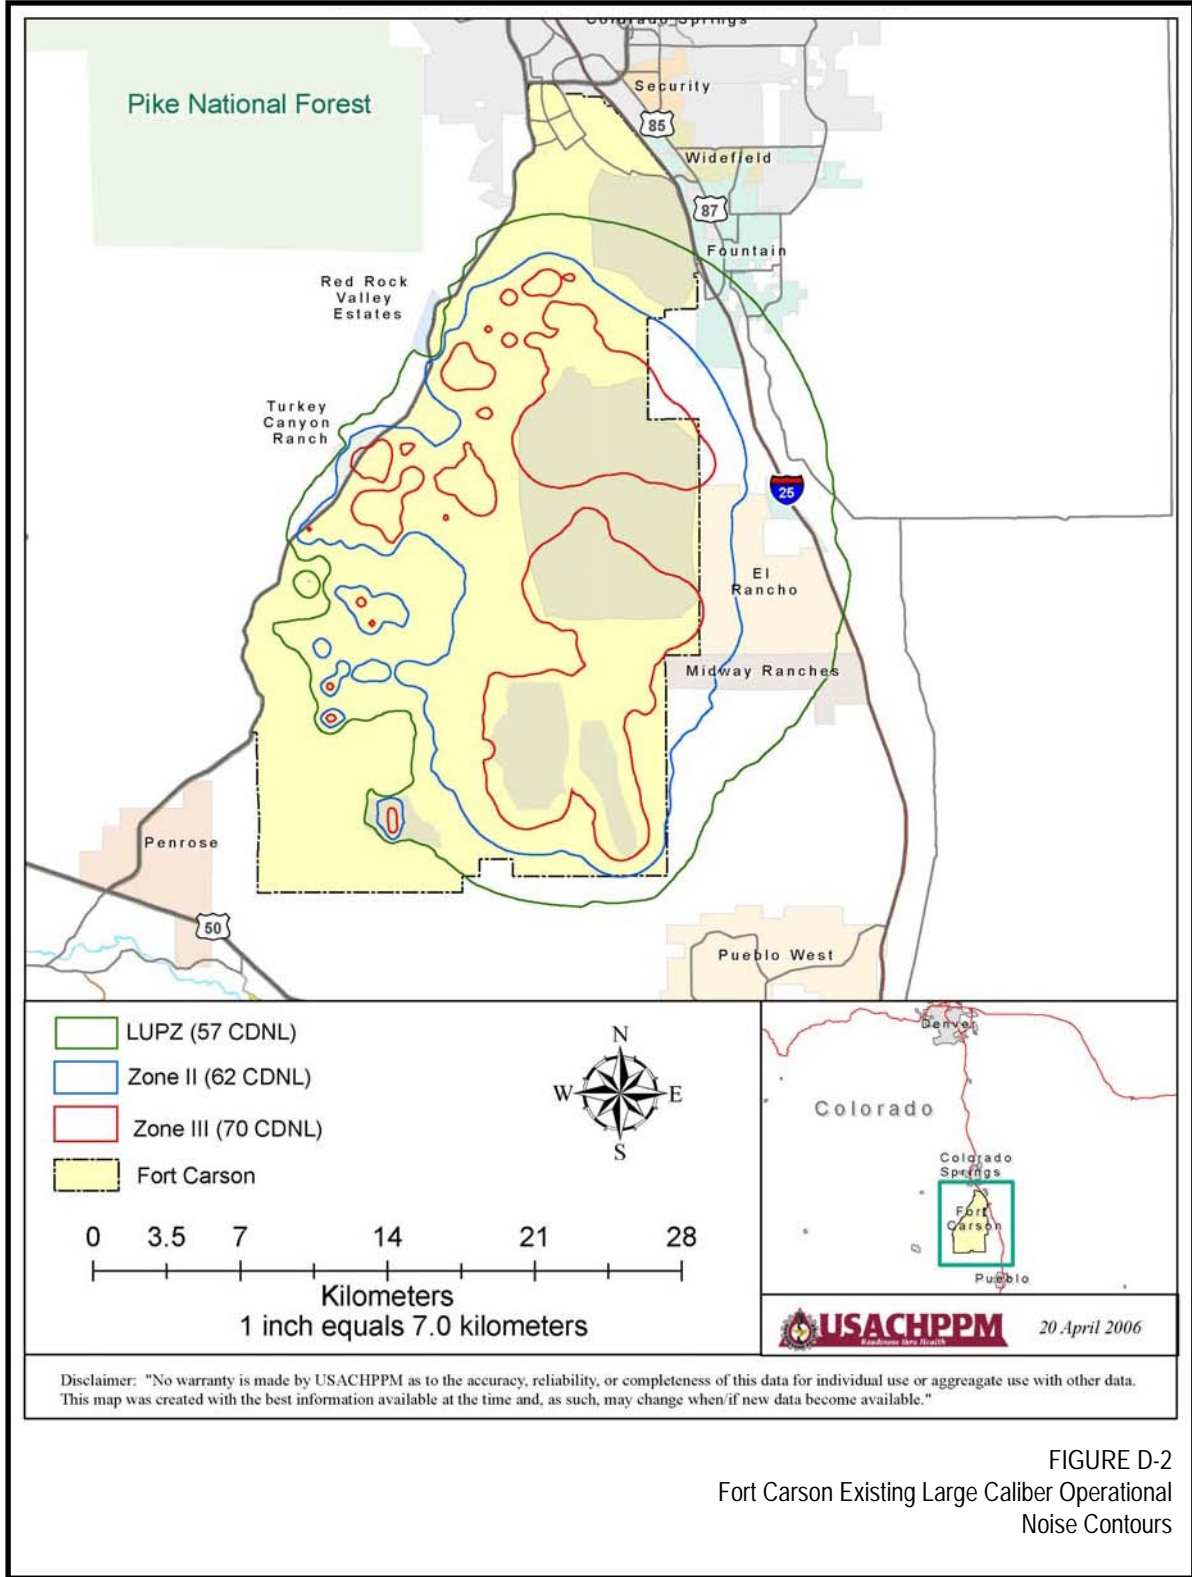 Colorado Springs
Pike National Forest
Security
85
Widefield
87
Fountain
Red Rock
Valley
Estates
Turkey
Canyon
Ranch
25
El
Rancho
Midway Ranches
Penrose
50
Pueblo West
LUPZ (57 CDNL)
Zone II (62 CDNL)
Zone III (70 CDNL)
Fort Carson
N
W
E
S
0 3.5 7 14 21 28
Kilometers
1 inch equals 7.0 kilometers
Denver
Colorado
Colorado
Springs
Fort
Carson
Pueblo
USACHPPM
Readiness thru Health
20 April 2006
Disclaimer: "No warranty is made by USACHPPM as to the accuracy, reliability, or completeness of this data for individual use or aggreagate use with other data.
This map was created with the best information available at the time and, as such, may change when/if new data become available."
FIGURE D-2
Fort Carson Existing Large Caliber Operational
Noise Contours